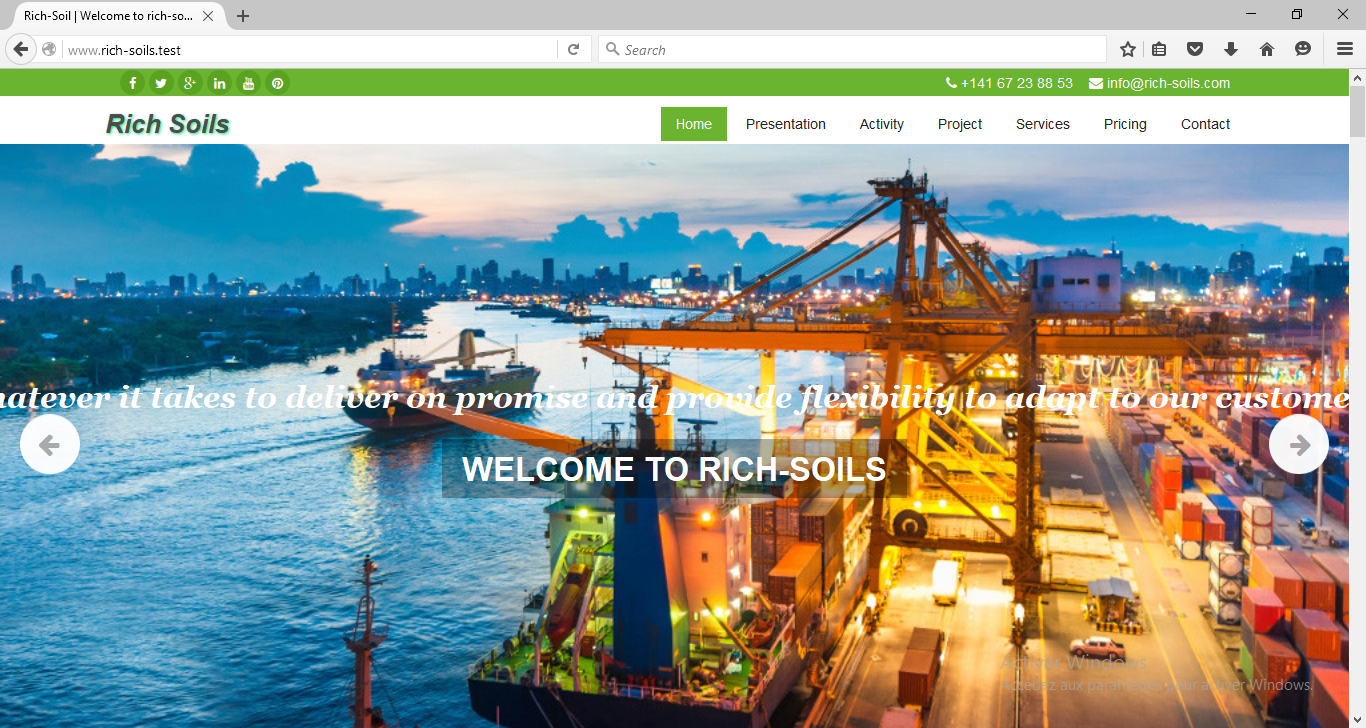 Rich-Soil | Welcome to rich-so...
www.rich-soils.test
Search
+141 67 23 88 53 info@rich-soils.com
Rich Soils
Home Presentation Activity Project Services Pricing Contact
hatever it takes to deliver on promise and provide flexibility to adapt to our custome
WELCOME TO RICH-SOILS
Activer Windows
Accédez aux paramètres pour activer Windows.